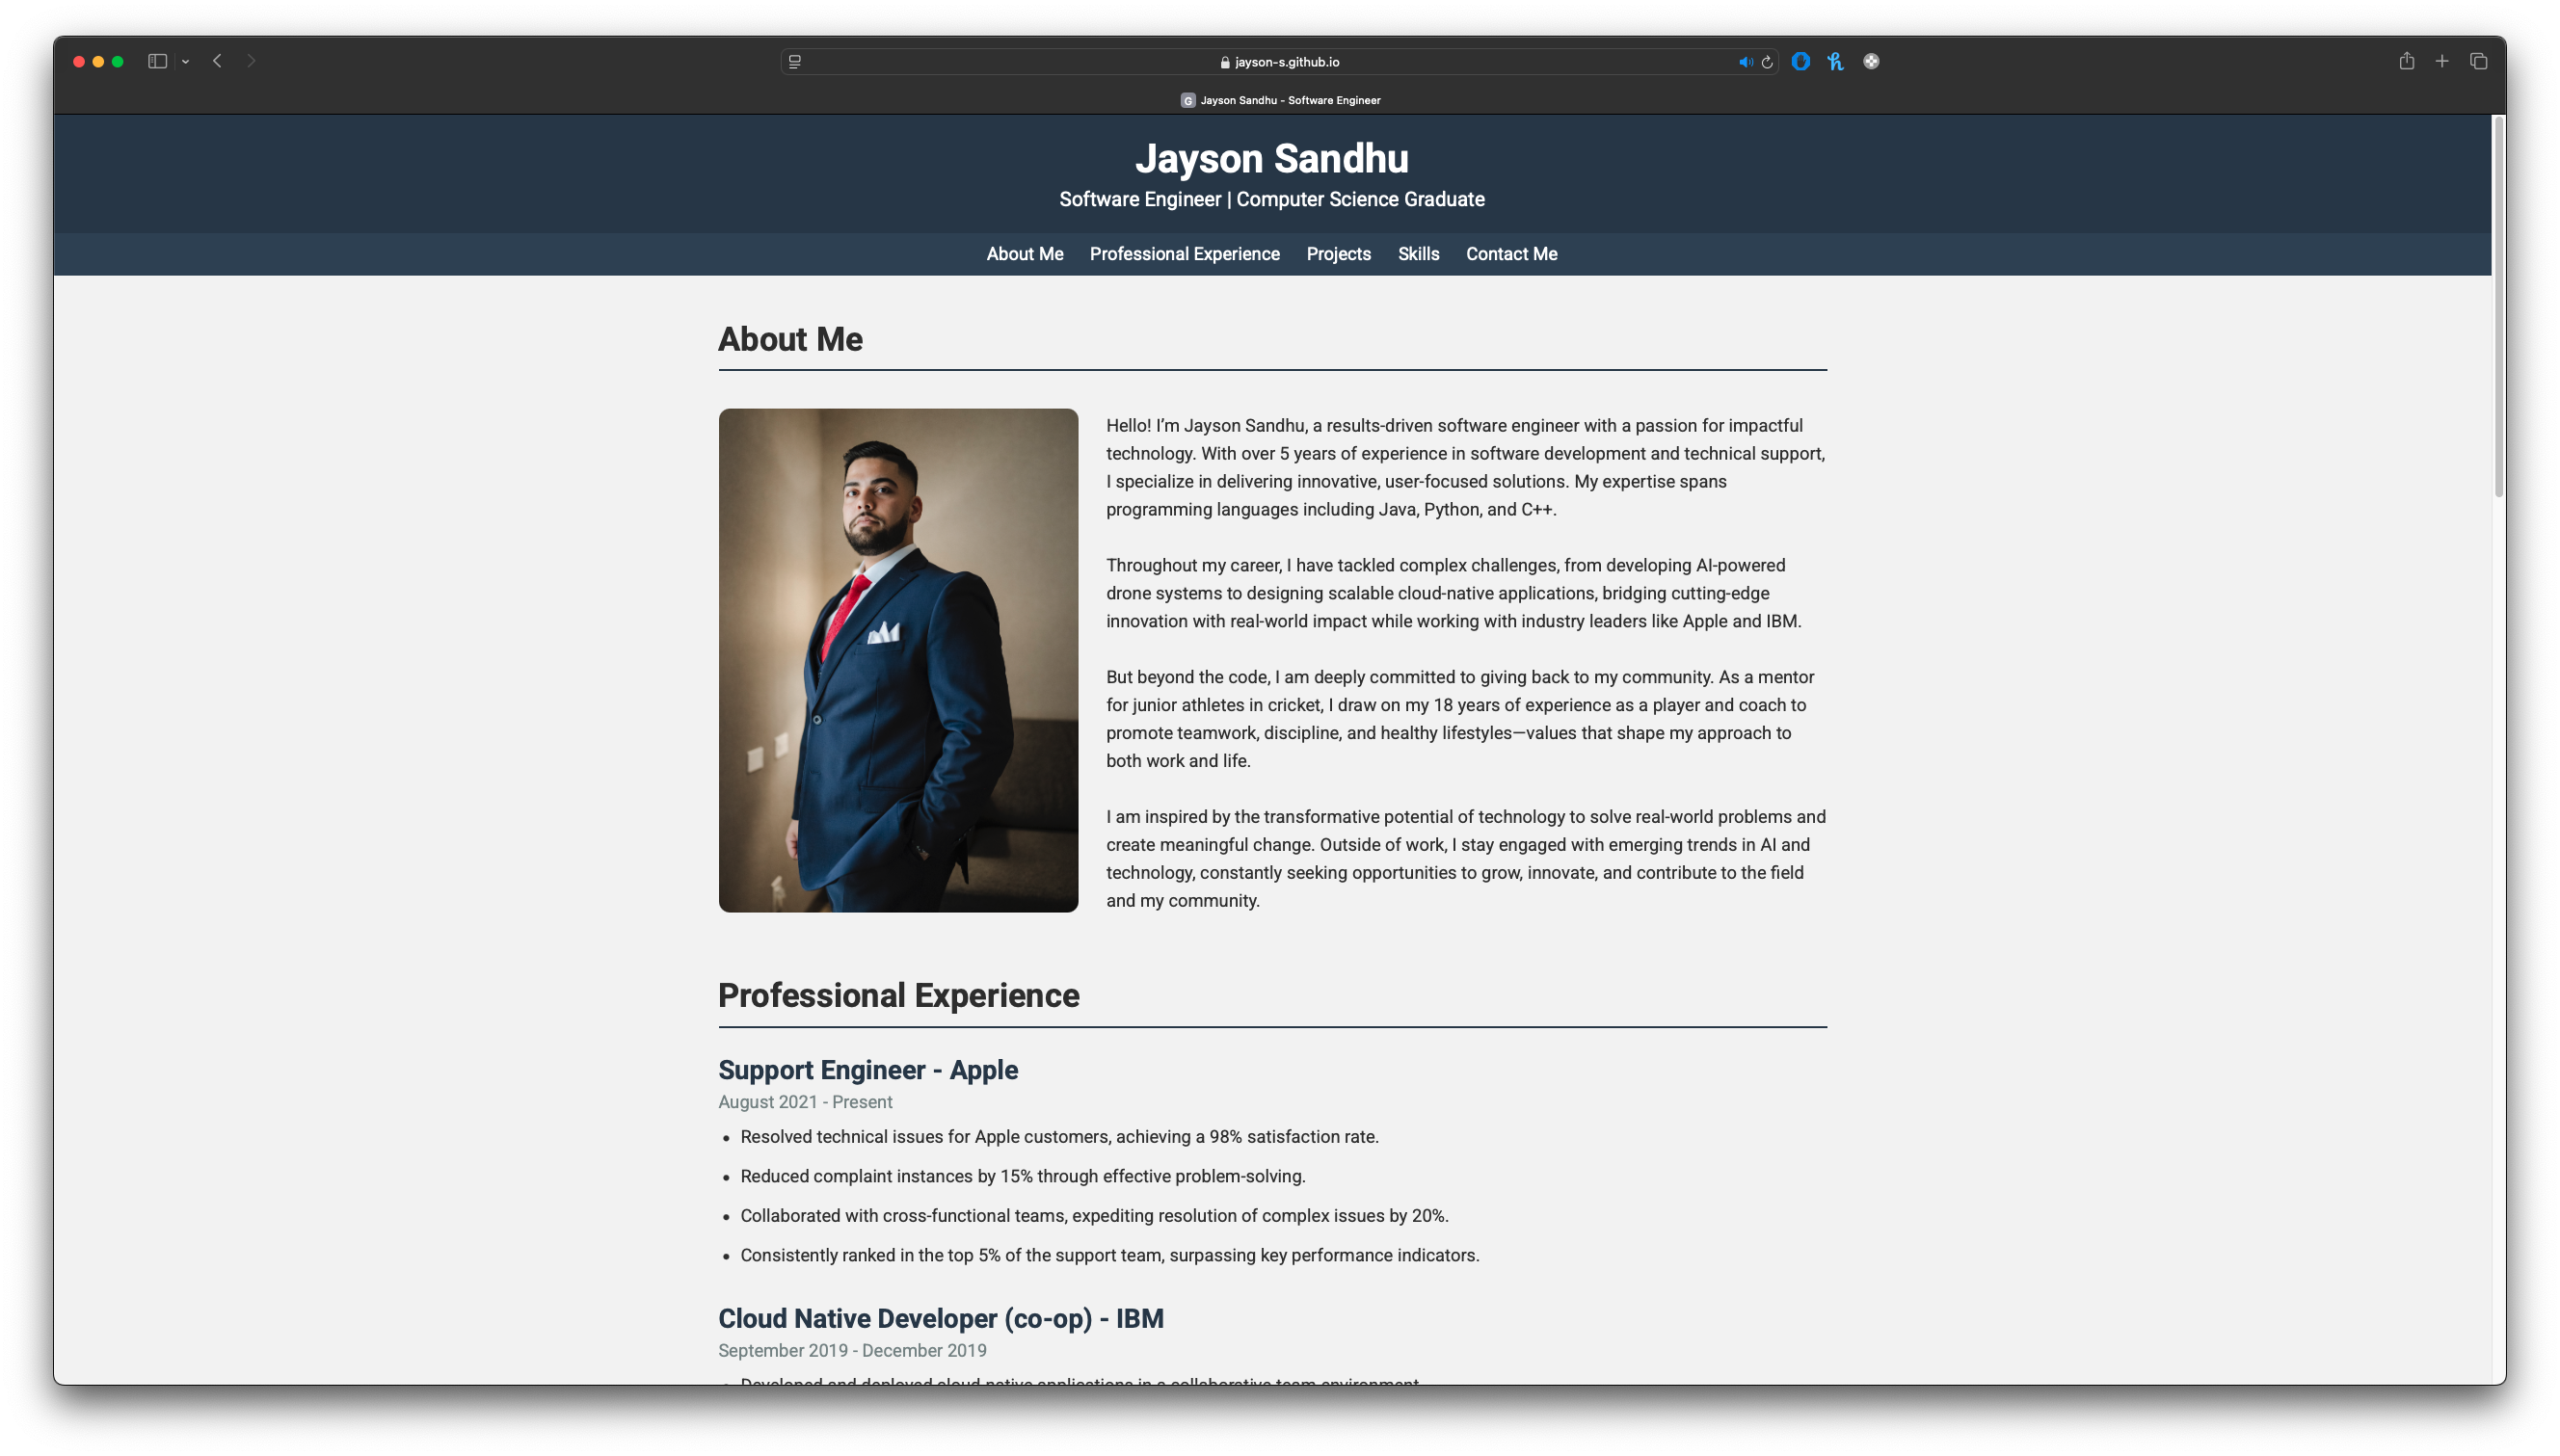 jayson-s.github.io
G Jayson Sandhu - Software Engineer
Jayson Sandhu
Software Engineer | Computer Science Graduate
About Me Professional Experience Projects Skills Contact Me
About Me
Hello! I’m Jayson Sandhu, a results-driven software engineer with a passion for impactful
technology. With over 5 years of experience in software development and technical support,
I specialize in delivering innovative, user-focused solutions. My expertise spans
programming languages including Java, Python, and C++.
Throughout my career, I have tackled complex challenges, from developing AI-powered
drone systems to designing scalable cloud-native applications, bridging cutting-edge
innovation with real-world impact while working with industry leaders like Apple and IBM.
But beyond the code, I am deeply committed to giving back to my community. As a mentor
for junior athletes in cricket, I draw on my 18 years of experience as a player and coach to
promote teamwork, discipline, and healthy lifestyles—values that shape my approach to
both work and life.
I am inspired by the transformative potential of technology to solve real-world problems and
create meaningful change. Outside of work, I stay engaged with emerging trends in AI and
technology, constantly seeking opportunities to grow, innovate, and contribute to the field
and my community.
Professional Experience
Support Engineer - Apple
August 2021 - Present
• Resolved technical issues for Apple customers, achieving a 98% satisfaction rate.
• Reduced complaint instances by 15% through effective problem-solving.
• Collaborated with cross-functional teams, expediting resolution of complex issues by 20%.
• Consistently ranked in the top 5% of the support team, surpassing key performance indicators.
Cloud Native Developer (co-op) - IBM
September 2019 - December 2019
• Developed and deployed cloud native applications in a collaborative team environment